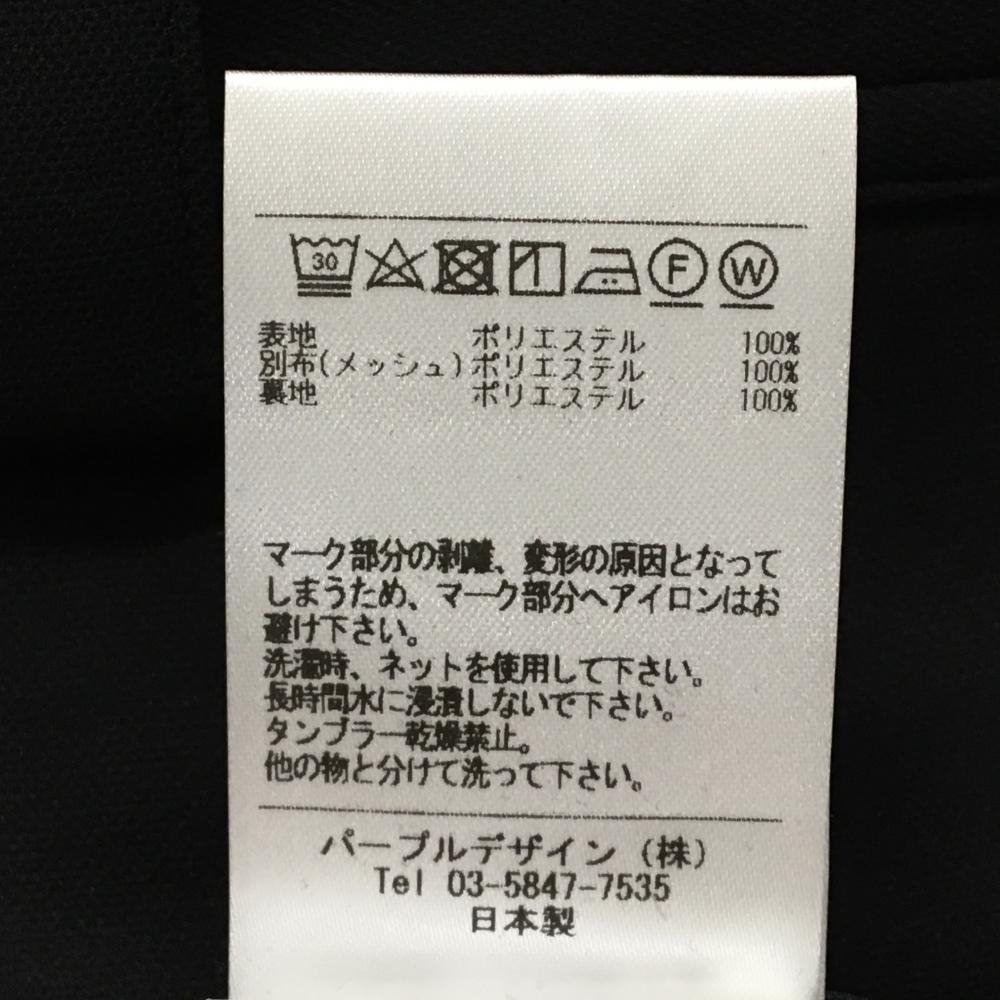 30 F W
表地 ポリエステル 100%
別布(メッシュ) ポリエステル 100%
裏地 ポリエステル 100%
マーク部分の剥離、変形の原因となって
しまうため、マーク部分へアイロンはお
避け下さい。
洗濯時、ネットを使用して下さい。
長時間水に浸漬しないで下さい。
タンブラー乾燥禁止。
他の物と分けて洗って下さい。
パープルデザイン(株)
Tel 03-5847-7535
日本製